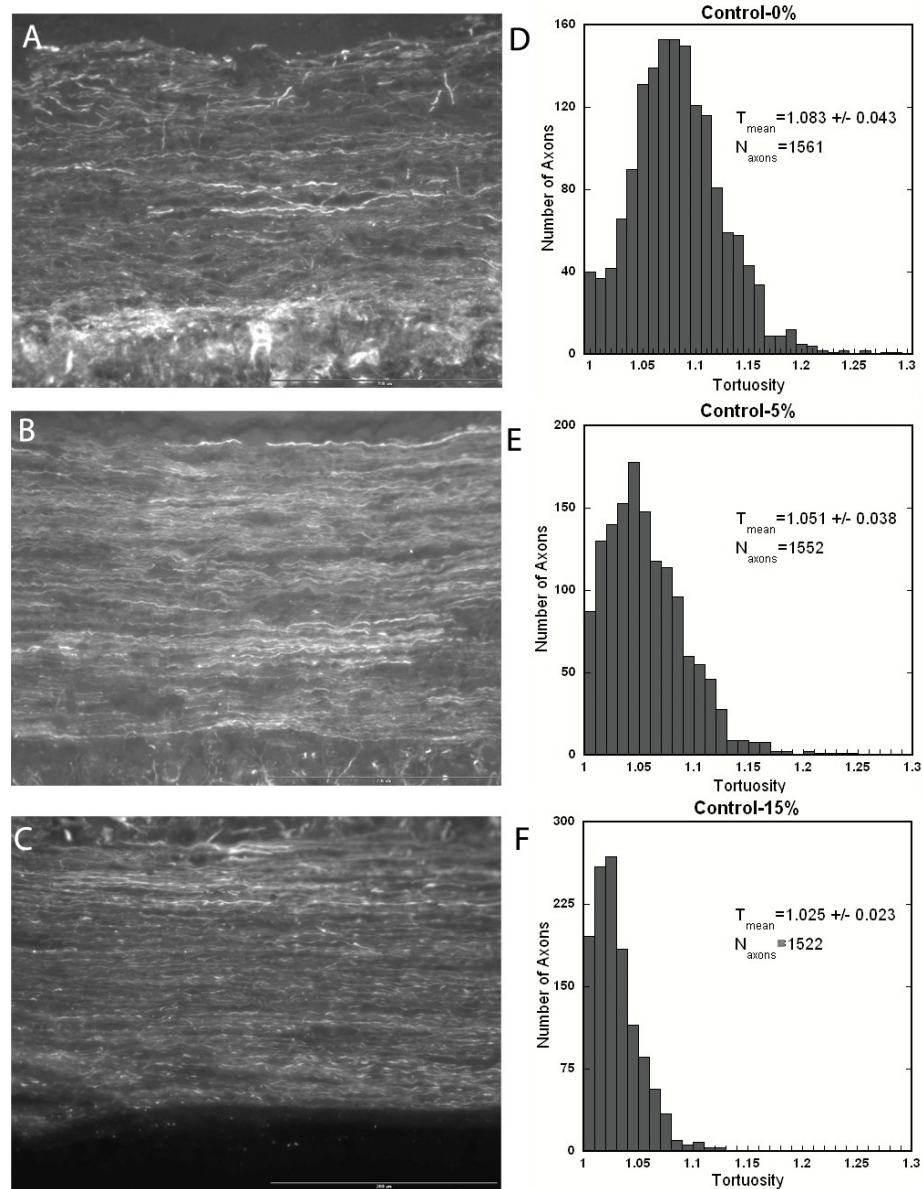 A
B
C
D
Control-0%
Number of Axons
160
120
80
40
0
T mean =1.083 +/- 0.043
N axons =1561
1 1.05 1.1 1.15 1.2 1.25 1.3
Tortuosity
E
Control-5%
Number of Axons
200
150
100
50
0
T mean =1.051 +/- 0.038
N axons =1552
1 1.05 1.1 1.15 1.2 1.25 1.3
Tortuosity
F
Control-15%
Number of Axons
300
225
150
75
0
T mean =1.025 +/- 0.023
N axons =1522
1 1.05 1.1 1.15 1.2 1.25 1.3
Tortuosity